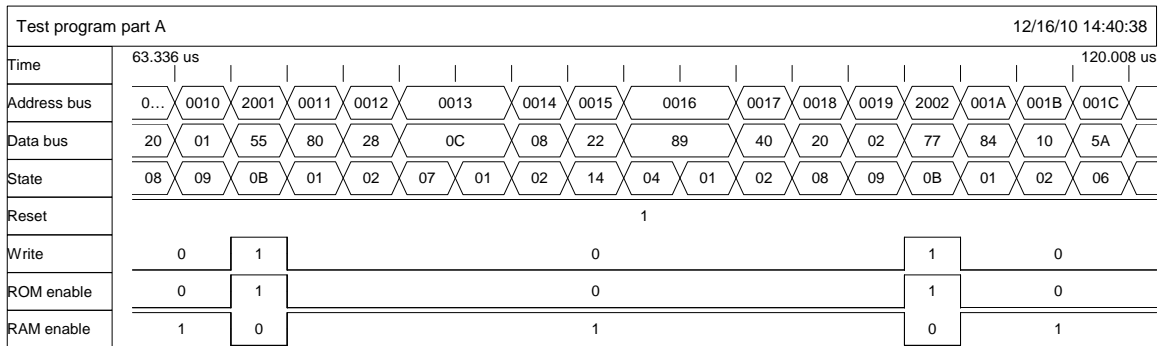 Test program part A 12/16/10 14:40:38
Time 63.336 us 120.008 us
Address bus 0... 0010 2001 0011 0012 0013 0014 0015 0016 0017 0018 0019 2002 001A 001B 001C
Data bus 20 01 55 80 28 0C 08 22 89 40 20 02 77 84 10 5A
State 08 09 0B 01 02 07 01 02 14 04 01 02 08 09 0B 01 02 06
Reset 1
Write 0 1 0 1 0
ROM enable 0 1 0 1 0
RAM enable 1 0 1 0 1